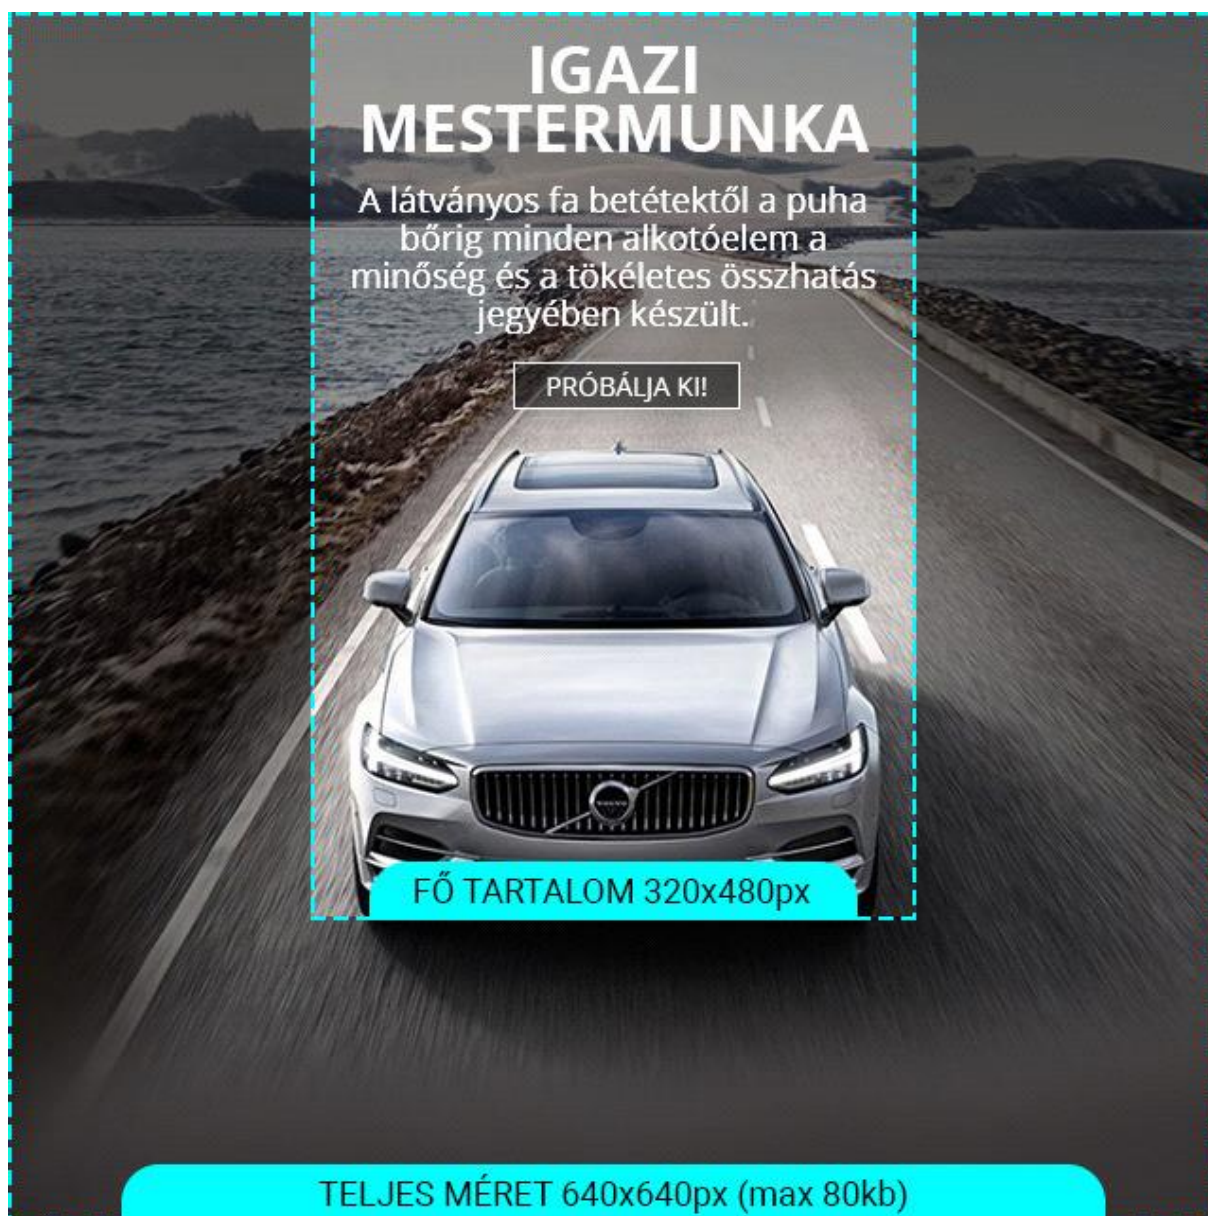 IGAZI
MESTERMUNKA
A látványos fa betétektől a puha
bőrig minden alkotóelem a
minőség és a tökéletes összhatás
jegyében készült.
PRÓBÁLJA KI!
VOLVO
FŐ TARTALOM 320x480px
TELJES MÉRET 640x640px (max 80kb)